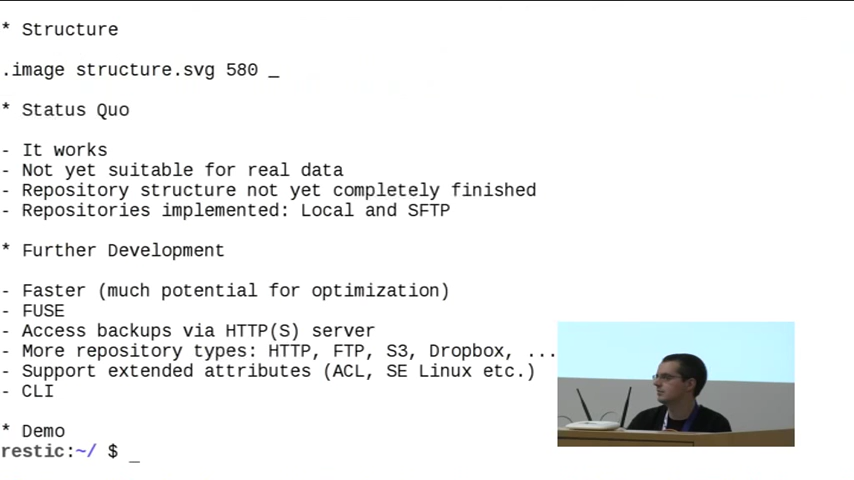 * Structure
.image structure.svg 580 _
* Status Quo
- It works
- Not yet suitable for real data
- Repository structure not yet completely finished
- Repositories implemented: Local and SFTP
* Further Development
- Faster (much potential for optimization)
- FUSE
- Access backups via HTTP(S) server
- More repository types: HTTP, FTP, S3, Dropbox, ...
- Support extended attributes (ACL, SE Linux etc.)
- CLI
* Demo
restic:~/ $ _